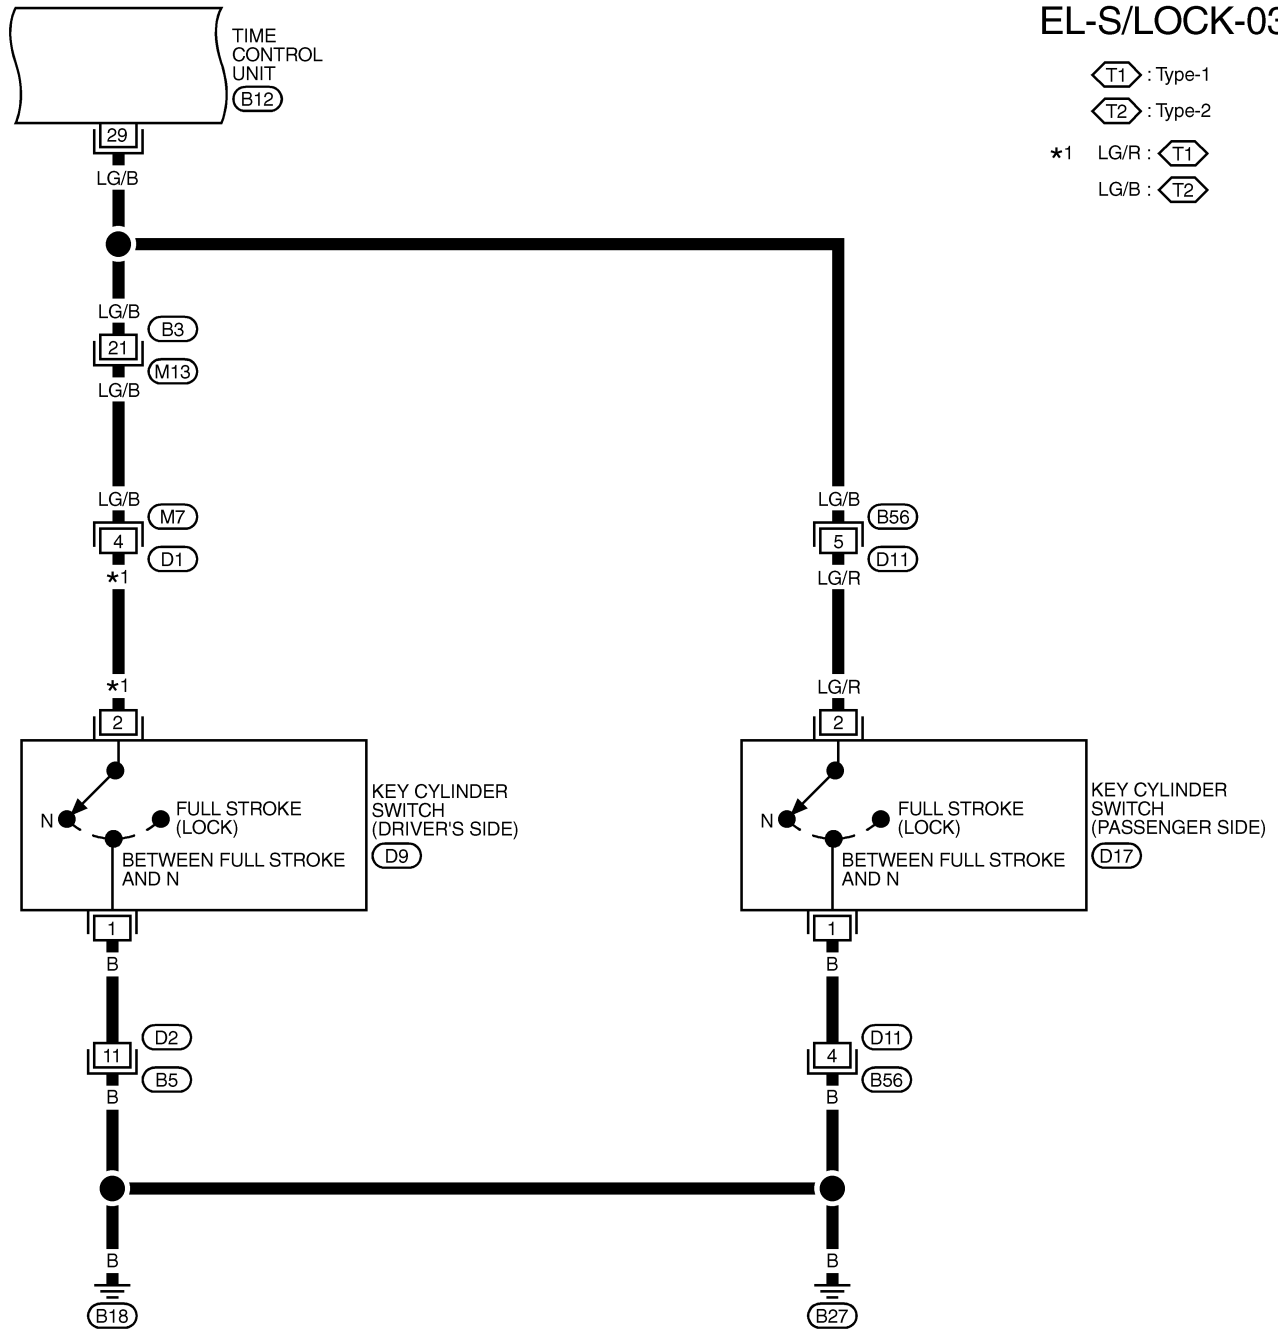 EL-S/LOCK-03
TIME
CONTROL
UNIT
B12
T1 : Type-1
T2 : Type-2
*1 LG/R : T1
LG/B : T2
29
LG/B
LG/B
B3
21
M13
LG/B
LG/B
M7
4
D1
*1
*1
2
LG/B
B56
5
D11
LG/R
LG/R
2
N
FULL STROKE
(LOCK)
BETWEEN FULL STROKE
AND N
KEY CYLINDER
SWITCH
(DRIVER'S SIDE)
D9
N
FULL STROKE
(LOCK)
BETWEEN FULL STROKE
AND N
KEY CYLINDER
SWITCH
(PASSENGER SIDE)
D17
1
B
D2
11
B5
B
B
B18
1
B
D11
4
B56
B
B
B27